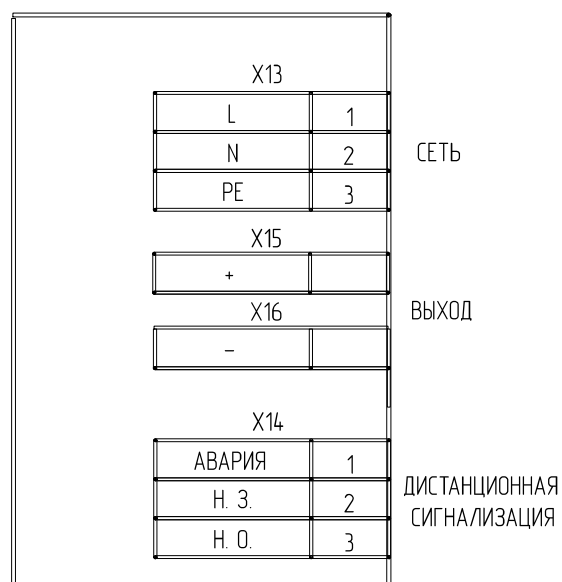 X13
L 1
N 2
PE 3
СЕТЬ
X15
+
ВЫХОД
X16
–
X14
АВАРИЯ 1
Н. З. 2
Н. О. 3
ДИСТАНЦИОННАЯ
СИГНАЛИЗАЦИЯ